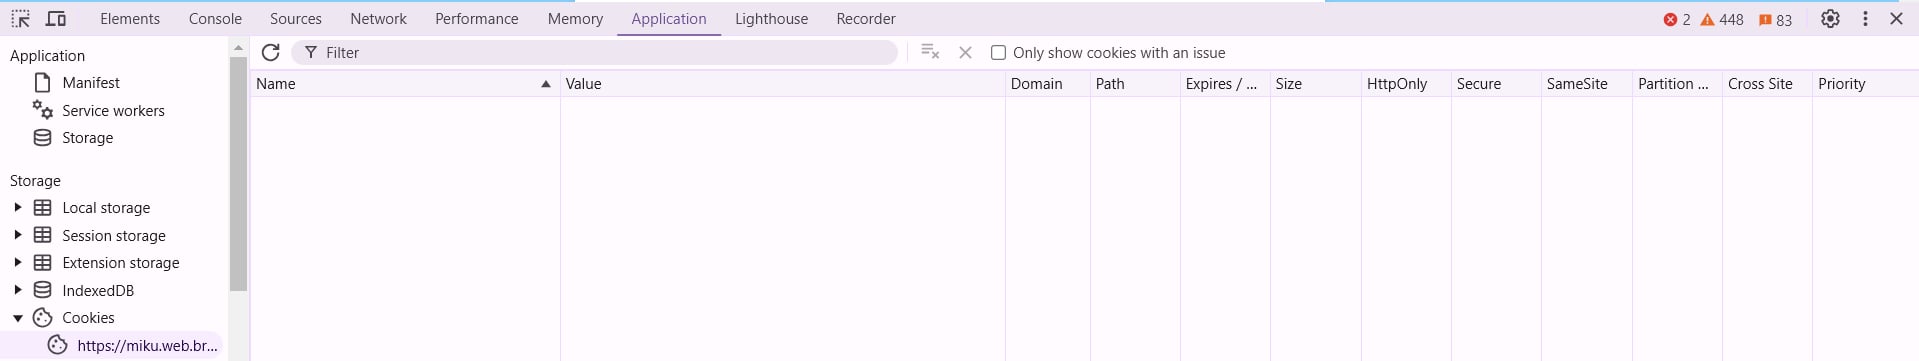 Elements Console Sources Network Performance Memory Application Lighthouse Recorder 2 448 83
Application
Manifest
Service workers
Storage
Storage
Local storage
Session storage
Extension storage
IndexedDB
Cookies
https://miku.web.br...
Filter Only show cookies with an issue
Name Value Domain Path Expires / ... Size HttpOnly Secure SameSite Partition ... Cross Site Priority